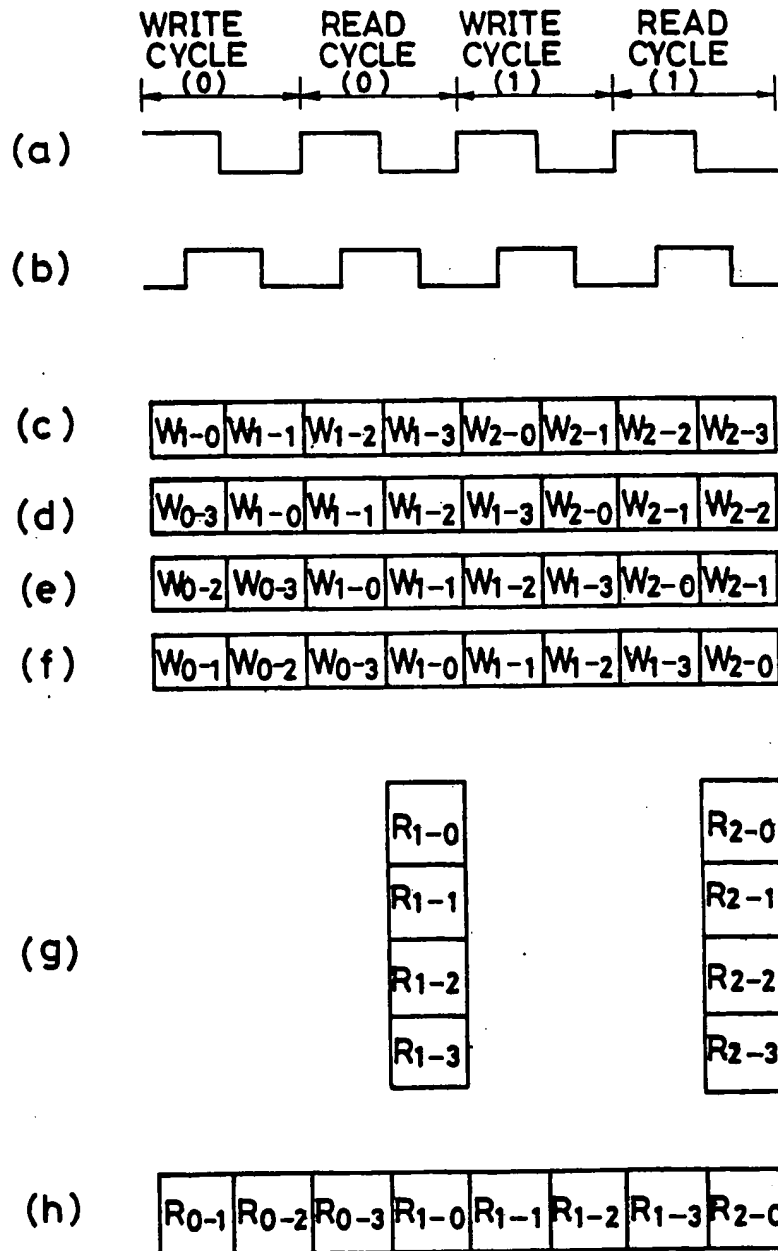 WRITE READ WRITE READ
CYCLE CYCLE CYCLE CYCLE
(0) (0) (1) (1)
(a)
(b)
(c) W1-0 W1-1 W1-2 W1-3 W2-0 W2-1 W2-2 W2-3
(d) W0-3 W1-0 W1-1 W1-2 W1-3 W2-0 W2-1 W2-2
(e) W0-2 W0-3 W1-0 W1-1 W1-2 W1-3 W2-0 W2-1
(f) W0-1 W0-2 W0-3 W1-0 W1-1 W1-2 W1-3 W2-0
R1-0 R2-0
R1-1 R2-1
(g)
R1-2 R2-2
R1-3 R2-3
(h) R0-1 R0-2 R0-3 R1-0 R1-1 R1-2 R1-3 R2-0